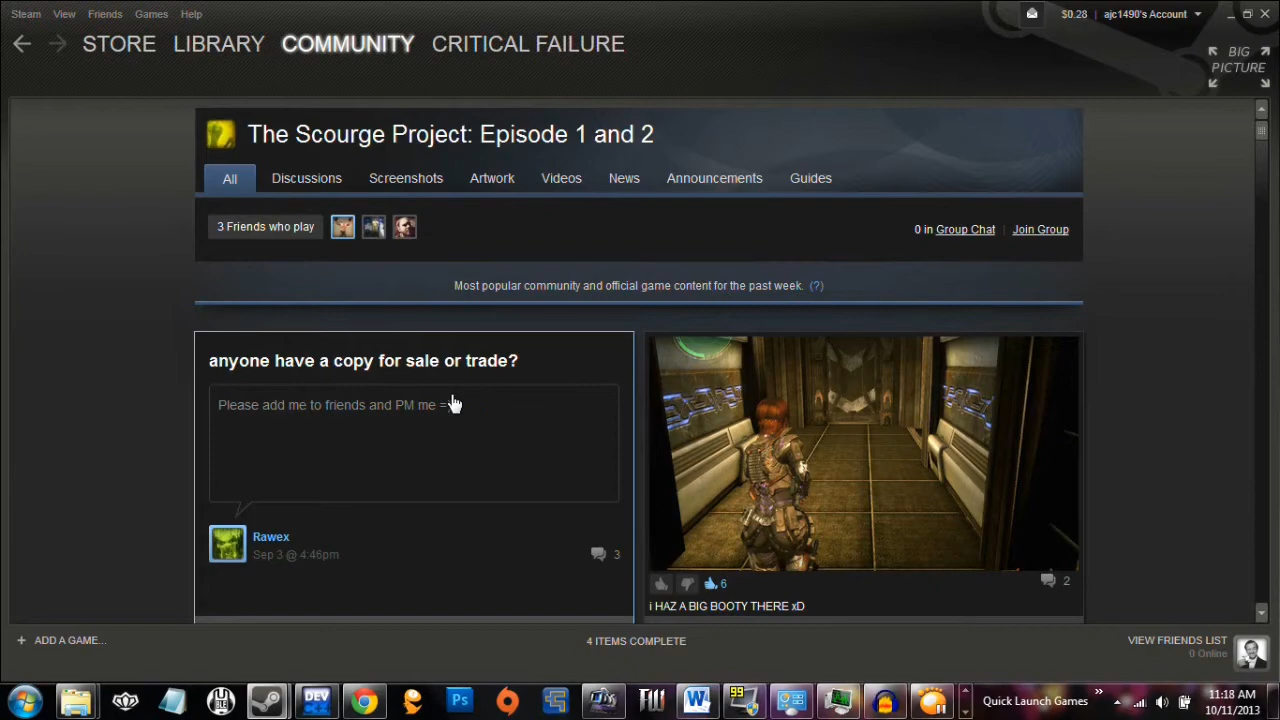 Steam View Friends Games Help
$0.28 ajc1490's Account
STORE LIBRARY COMMUNITY CRITICAL FAILURE
BIG
PICTURE
The Scourge Project: Episode 1 and 2
All Discussions Screenshots Artwork Videos News Announcements Guides
3 Friends who play
0 in Group Chat | Join Group
Most popular community and official game content for the past week. (?)
anyone have a copy for sale or trade?
Please add me to friends and PM me =
Rawex
Sep 3 @ 4:46pm
3
6
2
i HAZ A BIG BOOTY THERE xD
+ ADD A GAME...
4 ITEMS COMPLETE
VIEW FRIENDS LIST
0 Online
DEV
Ps
W
99
Quick Launch Games
11:18 AM
10/11/2013